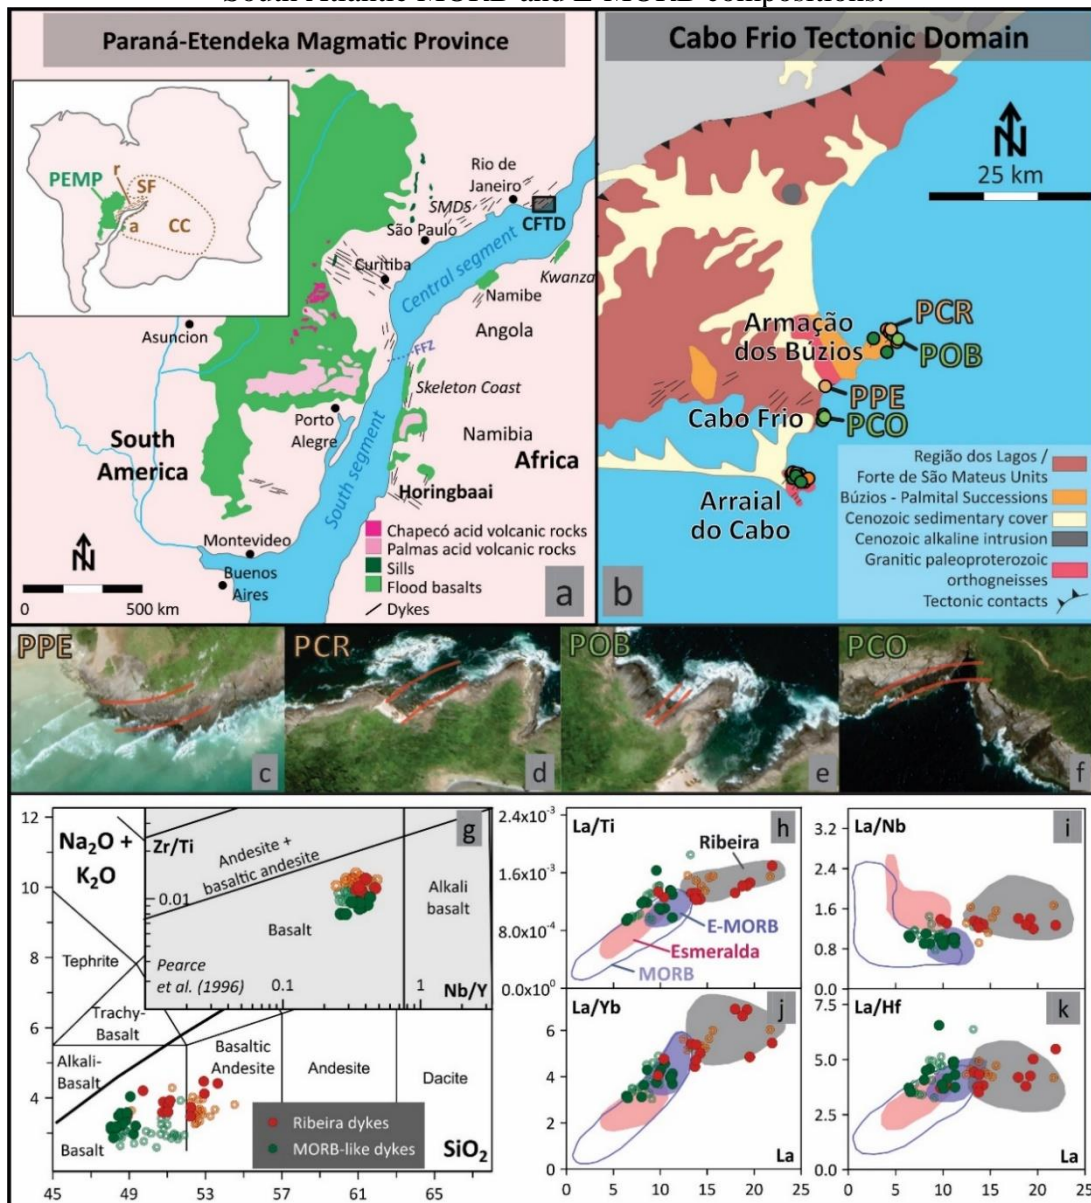 South Atlantic MORB and E-MORB compositions.
Paraná-Etendeka Magmatic Province
PEMP
r
SF
a
CC
Rio de
Janeiro
SMDS
São Paulo
CFTD
Curitiba
Central segment
Kwanza
Namibe
Angola
Asuncion
FFZ
Skeleton Coast
Porto
Alegre
Namibia
South
America
South segment
Africa
Horingbaai
Montevideo
Buenos
Aires
N
0 500 km
Chapecó acid volcanic rocks
Palmas acid volcanic rocks
Sills
Flood basalts
Dykes
a
Cabo Frio Tectonic Domain
N
25 km
PCR
Armação
dos Búzios
POB
PPE
Cabo Frio
PCO
Arraial
do Cabo
Região dos Lagos /
Forte de São Mateus Units
Búzios - Palmital Successions
Cenozoic sedimentary cover
Cenozoic alkaline intrusion
Granitic paleoproterozoic
orthogneisses
Tectonic contacts
b
PPE
c
PCR
d
POB
e
PCO
f
12
10
8
6
4
Na₂O +
K₂O
Zr/Ti
0.01
g
Andesite +
basaltic andesite
Alkali
basalt
Basalt
Pearce
et al. (1996)
0.1
Nb/Y
1
Tephrite
Trachy-
Basalt
Alkali-
Basalt
Basaltic
Andesite
Andesite
Dacite
Basalt
Ribeira dykes
MORB-like dykes
SiO₂
45 49 53 57 61 65
2.4x10⁻³
1.6x10⁻³
8.0x10⁻⁴
0.0x10⁰
La/Ti
h
Ribeira
E-MORB
Esmeralda
MORB
3.2
2.4
1.6
0.8
0.0
La/Nb
i
La
6
4
2
0
La/Yb
j
La
0 5 10 15 20 25
7.5
5.0
2.5
0.0
La/Hf
k
La
0 5 10 15 20 25